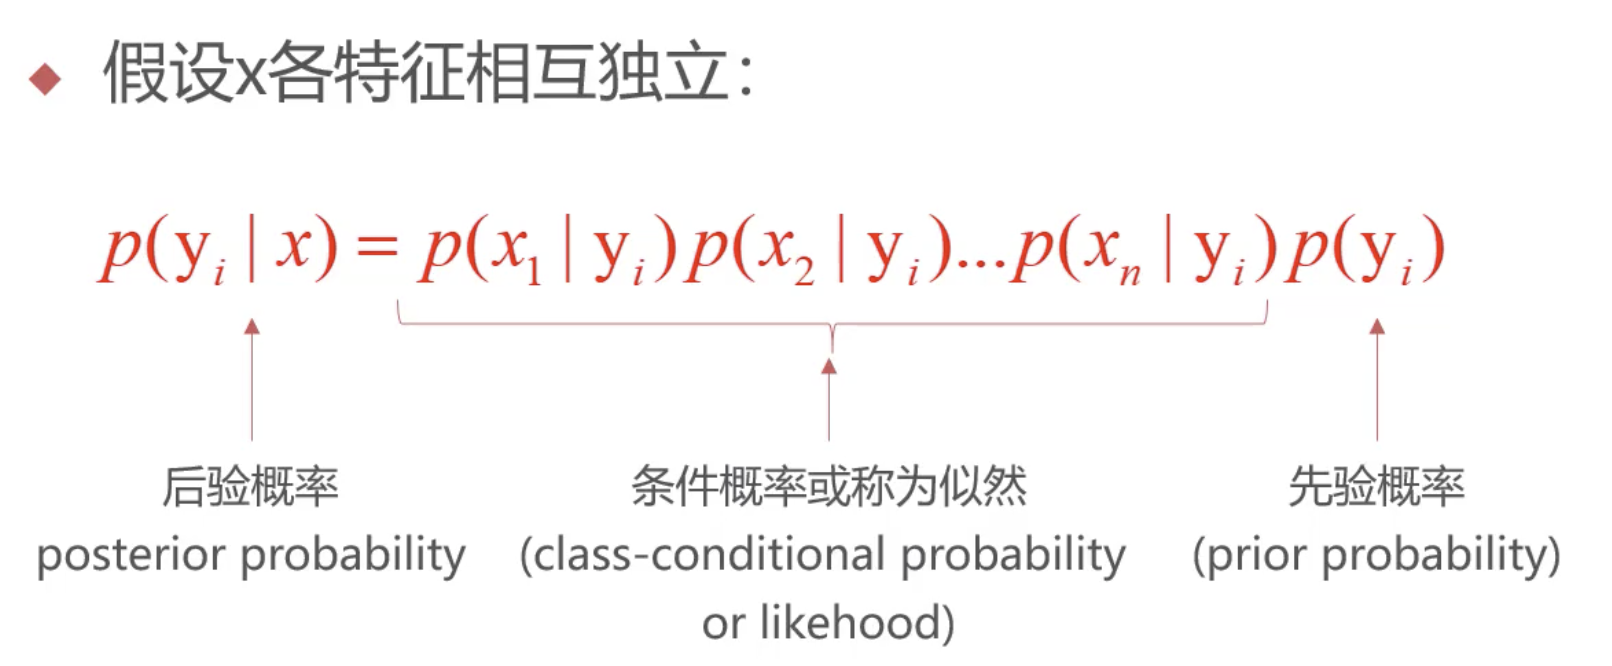 假设x各特征相互独立：
p(y_i | x) = p(x_1 | y_i) p(x_2 | y_i)...p(x_n | y_i) p(y_i)
后验概率 条件概率或称为似然 先验概率
posterior probability (class-conditional probability (prior probability)
or likehood)